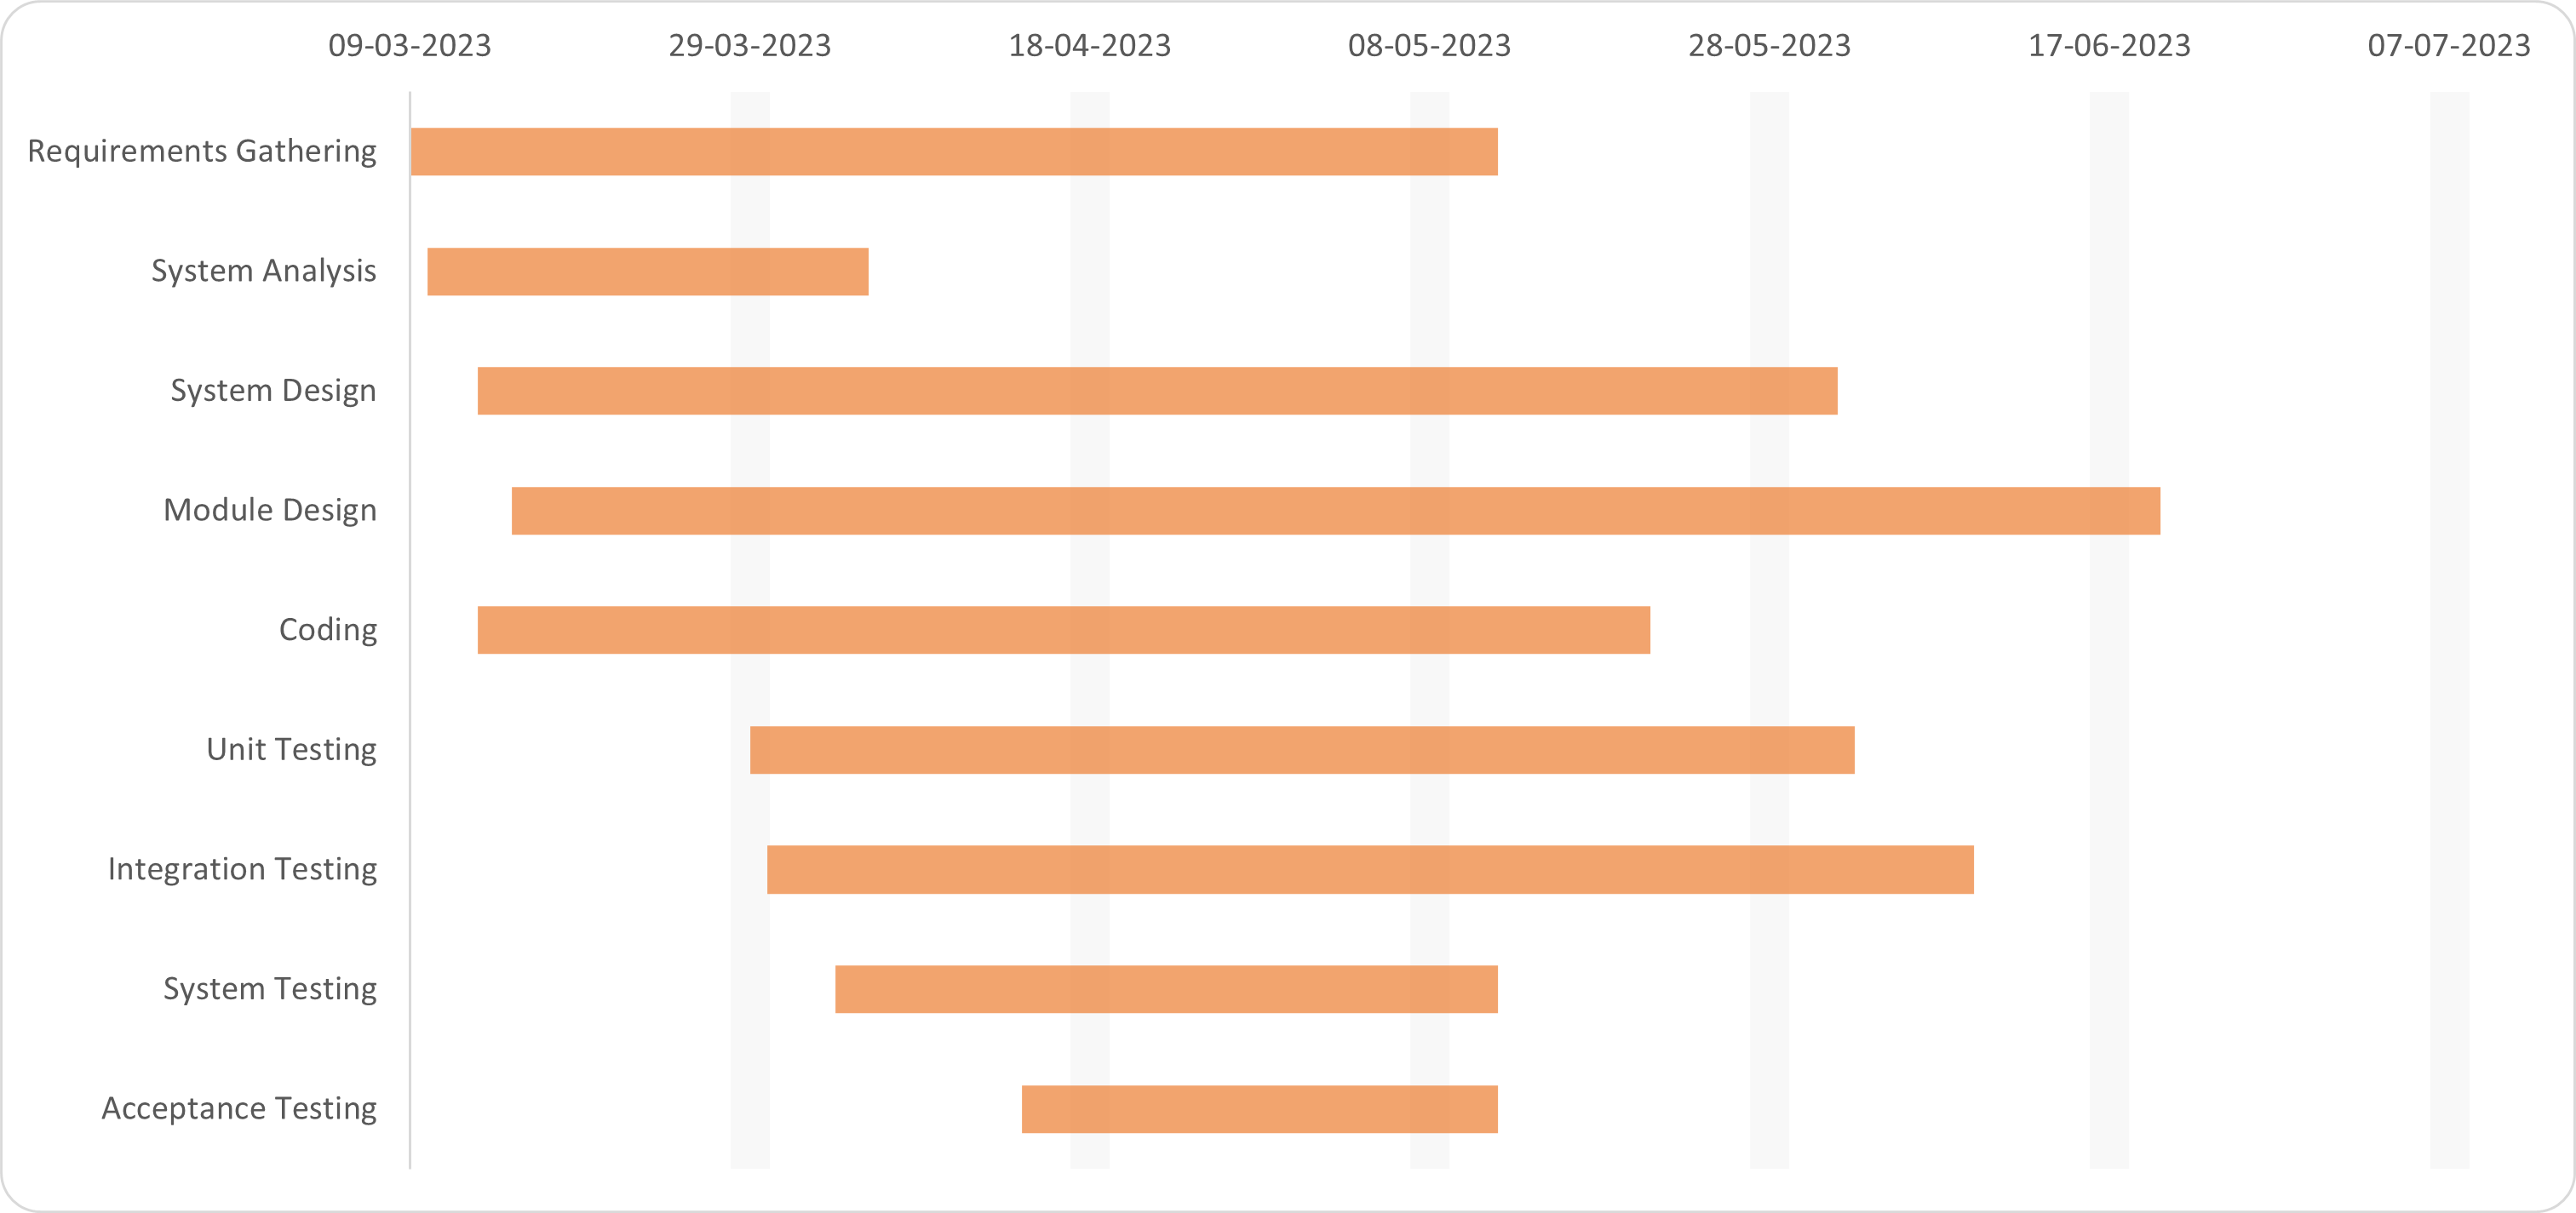 09-03-2023 29-03-2023 18-04-2023 08-05-2023 28-05-2023 17-06-2023 07-07-2023
Requirements Gathering
System Analysis
System Design
Module Design
Coding
Unit Testing
Integration Testing
System Testing
Acceptance Testing